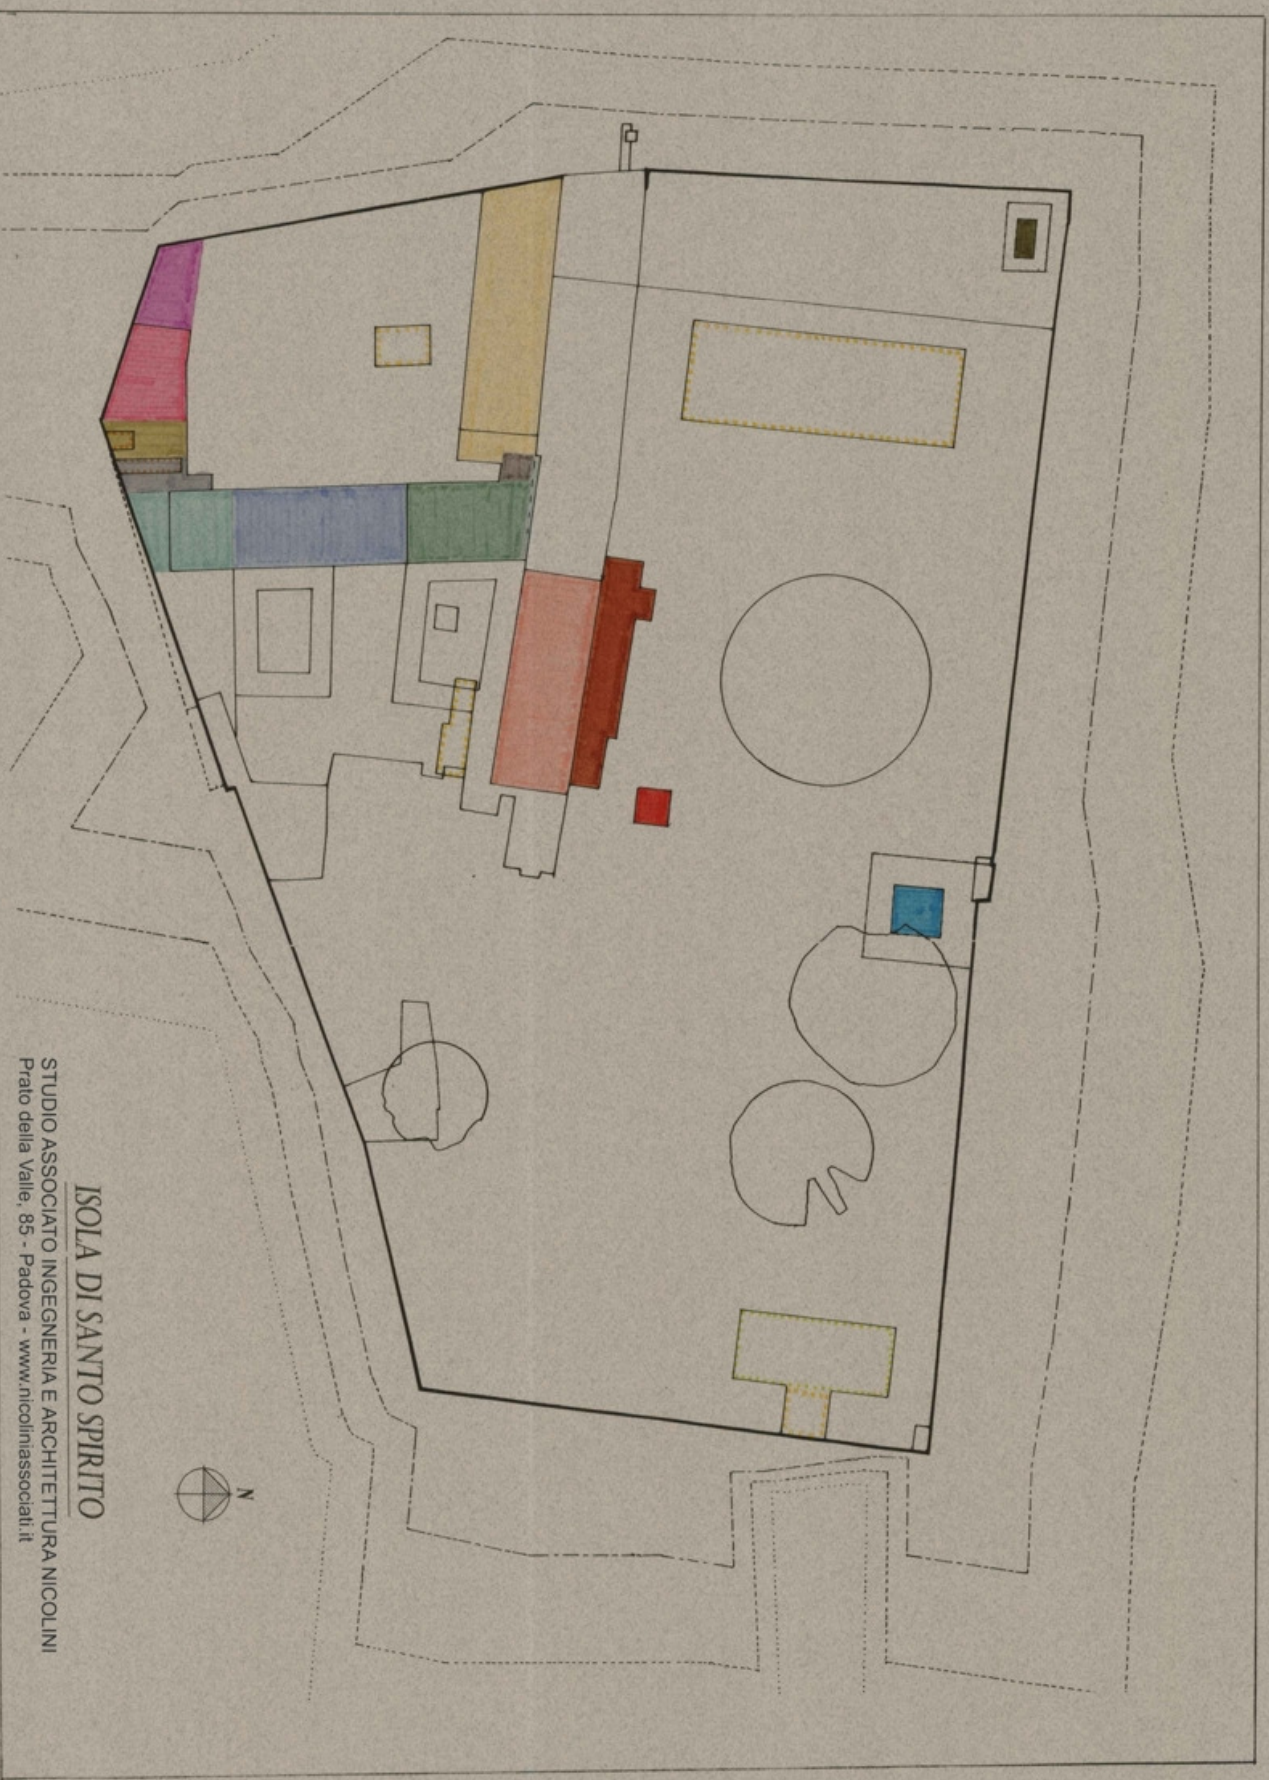 ISOLA DI SANTO SPIRITO
STUDIO ASSOCIATO INGEGNERIA E ARCHITETTURA NICOLINI
Prato della Valle, 85 - Padova - www.nicoliniassociati.it
N